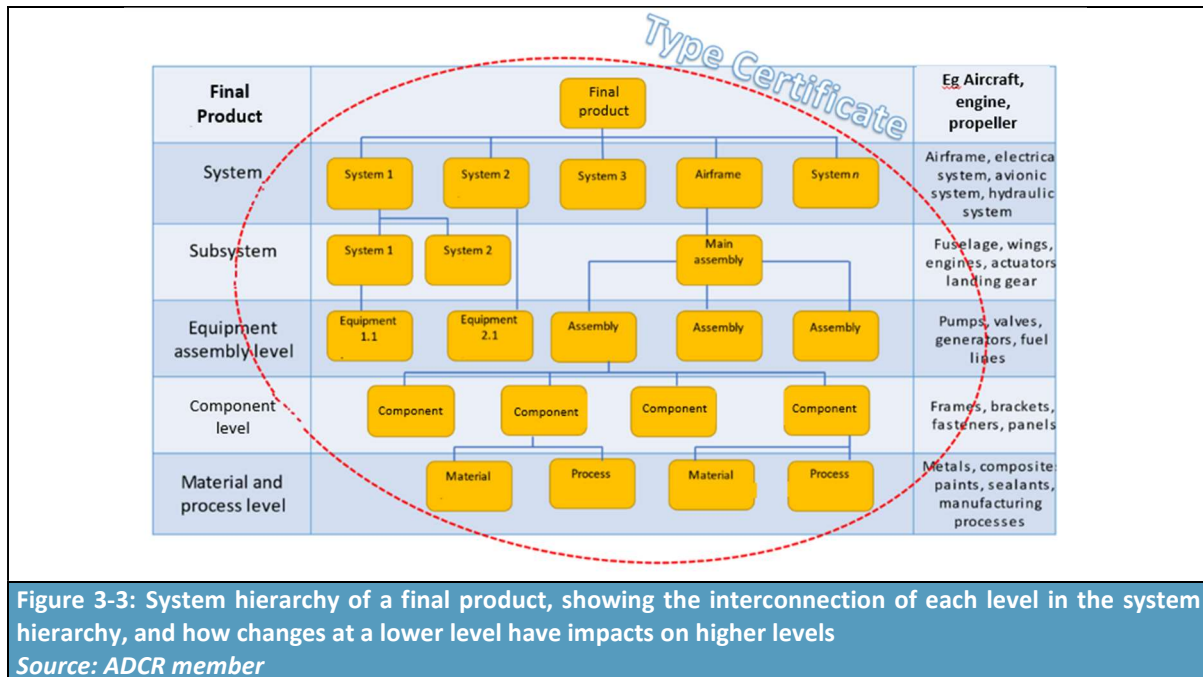 Type Certificate
Final
Product
Final
product
Eg Aircraft,
engine,
propeller
System
System 1
System 2
System 3
Airframe
System n
Airframe, electrica
system, avionic
system, hydraulic
system
Subsystem
System 1
System 2
Main
assembly
Fuselage, wings,
engines, actuators
landing gear
Equipment
assembly level
Equipment
1.1
Equipment
2.1
Assembly
Assembly
Assembly
Pumps, valves,
generators, fuel
lines
Component
level
Component
Component
Component
Component
Frames, brackets,
fasteners, panels
Material and
process level
Material
Process
Material
Process
Metals, composite
paints, sealants,
manufacturing
processes
Figure 3-3: System hierarchy of a final product, showing the interconnection of each level in the system
hierarchy, and how changes at a lower level have impacts on higher levels
Source: ADCR member